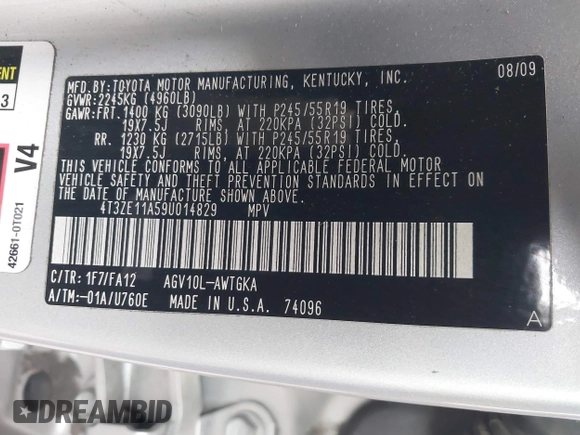 MFD.BY:TOYOTA MOTOR MANUFACTURING, KENTUCKY, INC. 08/09
GVWR:2245KG (4960LB)
GAWR:FRT. 1400 KG (3090LB) WITH P245/55R19 TIRES,
19X7.5J RIMS, AT 220KPA (32PSI) COLD.
RR. 1230 KG (2715LB) WITH P245/55R19 TIRES,
19X7.5J RIMS, AT 220KPA (32PSI) COLD.
THIS VEHICLE CONFORMS TO ALL APPLICABLE FEDERAL MOTOR
VEHICLE SAFETY AND THEFT PREVENTION STANDARDS IN EFFECT ON
THE DATE OF MANUFACTURE SHOWN ABOVE.
4T3ZE11A59U014829 MPV
C/TR: 1F7/FA12 AGV10L-AWTGKA
A/TM:-01A/U760E MADE IN U.S.A. 74096
A
3
V4
42661-0T021
DREAMBID